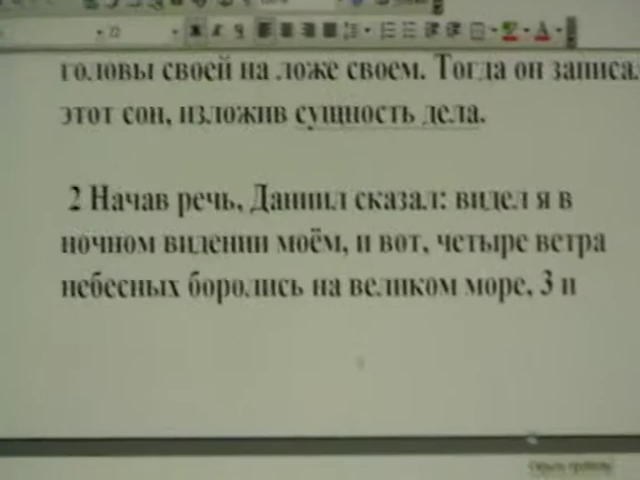 головы своей на ложе своем. Тогда он записал
этот сон, изложив сущность дела.
2 Начав речь, Даниил сказал: видел я в
ночном видении моём, и вот, четыре ветра
небесных боролись на великом море, 3 и